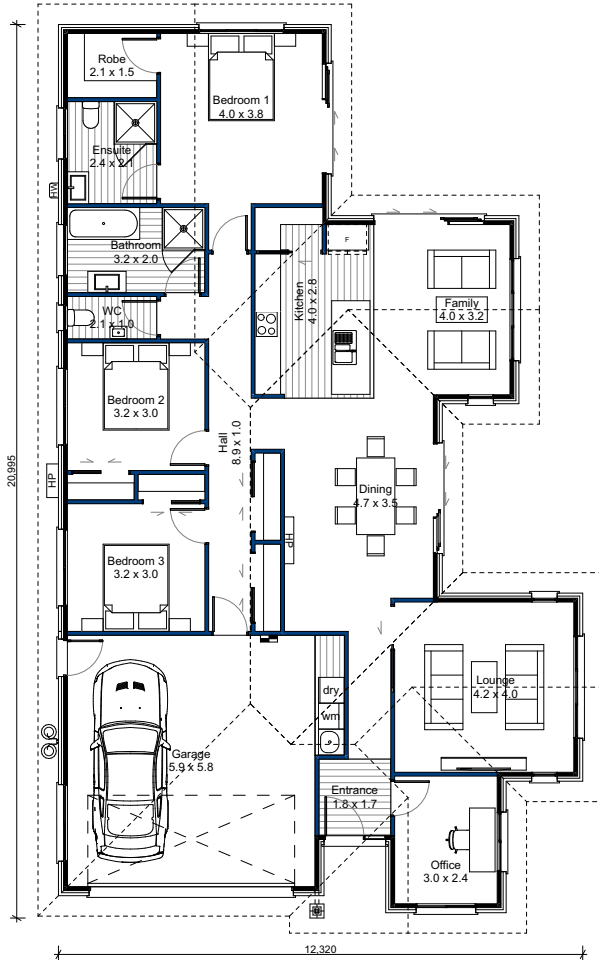 Robe
2.1 x 1.5
Bedroom 1
4.0 x 3.8
Ensuite
2.4 x 2.1
HW
Bathroom
3.2 x 2.0
F
Kitchen
4.0 x 2.8
Family
4.0 x 3.2
WC
2.1 x 1.0
Bedroom 2
3.2 x 3.0
Hall
8.9 x 1.0
20,995
HP
Dining
4.7 x 3.5
HP
Bedroom 3
3.2 x 3.0
Lounge
4.2 x 4.0
dry
wm
Garage
5.9 x 5.8
Entrance
1.8 x 1.7
Office
3.0 x 2.4
12,320